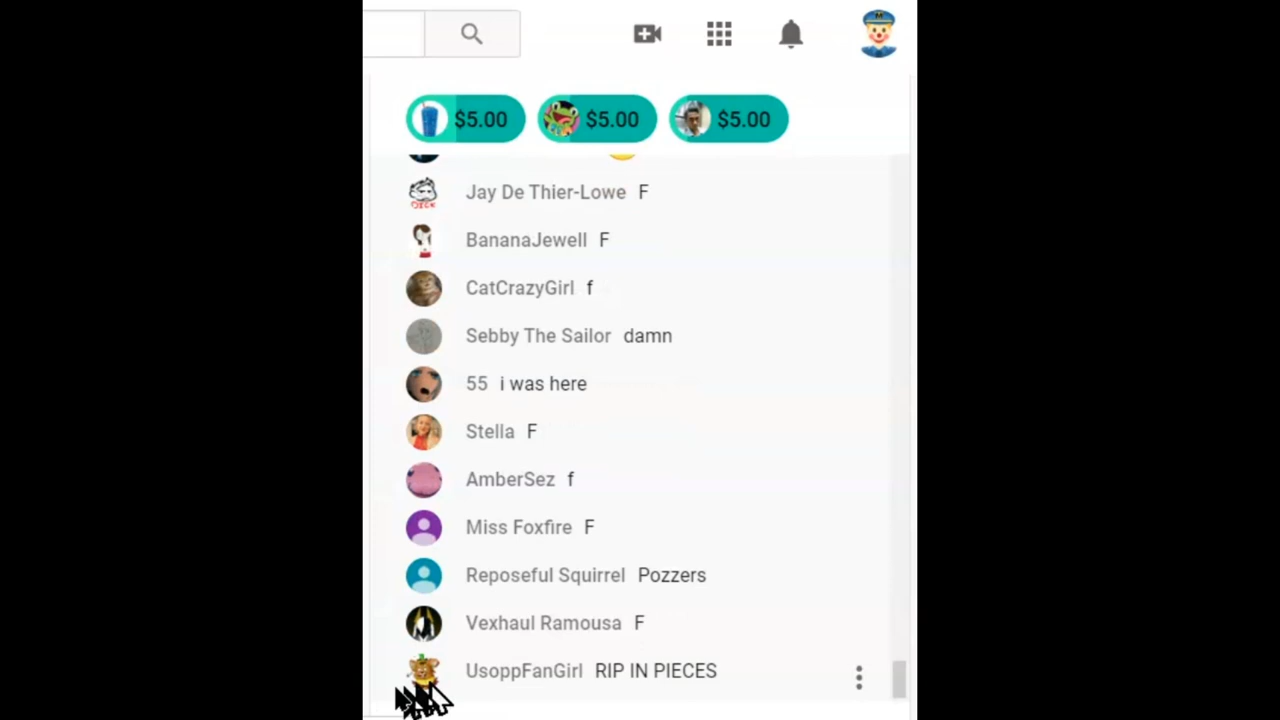 $5.00 $5.00 $5.00
Jay De Thier-Lowe F
BananaJewell F
CatCrazyGirl f
Sebby The Sailor damn
55 i was here
Stella F
AmberSez f
Miss Foxfire F
Reposeful Squirrel Pozzers
Vexhaul Ramousa F
UsoppFanGirl RIP IN PIECES